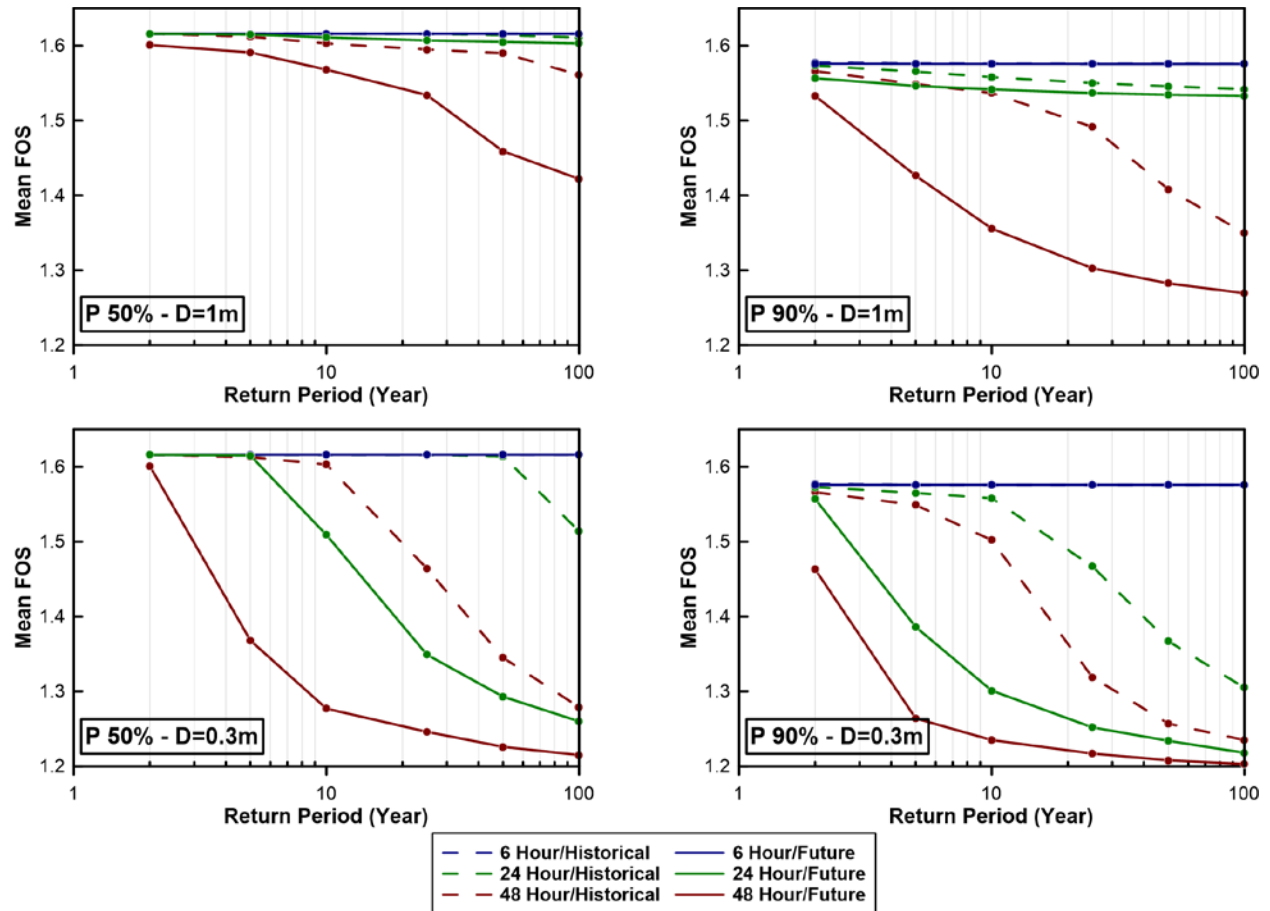 1.6
1.5
1.4
1.3
1.2
Mean FOS
P 50% - D=1m
1
10
100
Return Period (Year)
1.6
1.5
1.4
1.3
1.2
Mean FOS
P 90% - D=1m
1
10
100
Return Period (Year)
1.6
1.5
1.4
1.3
1.2
Mean FOS
P 50% - D=0.3m
1
10
100
Return Period (Year)
1.6
1.5
1.4
1.3
1.2
Mean FOS
P 90% - D=0.3m
1
10
100
Return Period (Year)
6 Hour/Historical
6 Hour/Future
24 Hour/Historical
24 Hour/Future
48 Hour/Historical
48 Hour/Future